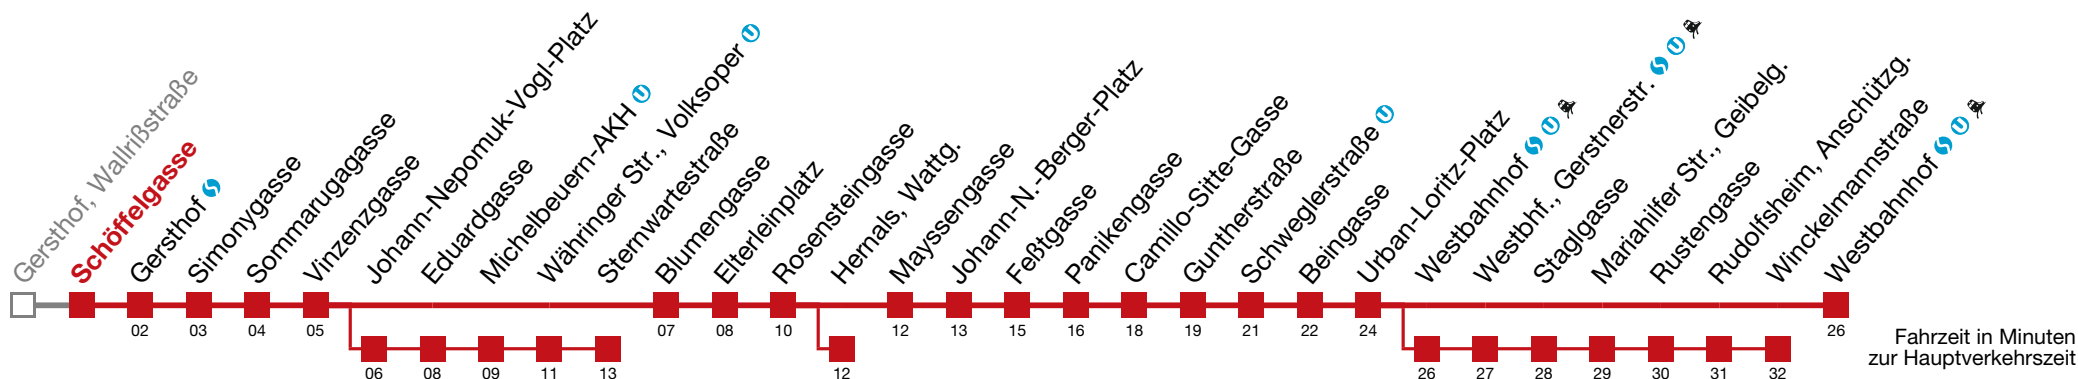 Gersthof, Wallrißstraße
Schöffelgasse
Gersthof
Simonygasse
Sommarugagasse
Vinzenzgasse
Johann-Nepomuk-Vogl-Platz
Eduardgasse
Michelbeuern-AKH U
Währinger Str., Volksoper U
Sternwartestraße
Blumengasse
Elterleinplatz
Rosensteingasse
Hernals, Wattg.
Mayssengasse
Johann-N.-Berger-Platz
Feßtgasse
Panikengasse
Camillo-Sitte-Gasse
Guntherstraße
Schweglerstraße U
Beingasse
Urban-Loritz-Platz
Westbahnhof U
Westbhf., Gerstnerstr. U
Staglgasse
Mariahilfer Str., Geibelg.
Rustengasse
Rudolfsheim, Anschützg.
Winckelmannstraße
Westbahnhof U
02 03 04 05 07 08 10 12 13 15 16 18 19 21 22 24 26
06 08 09 11 13 12 26 27 28 29 30 31 32
Fahrzeit in Minuten
zur Hauptverkehrszeit